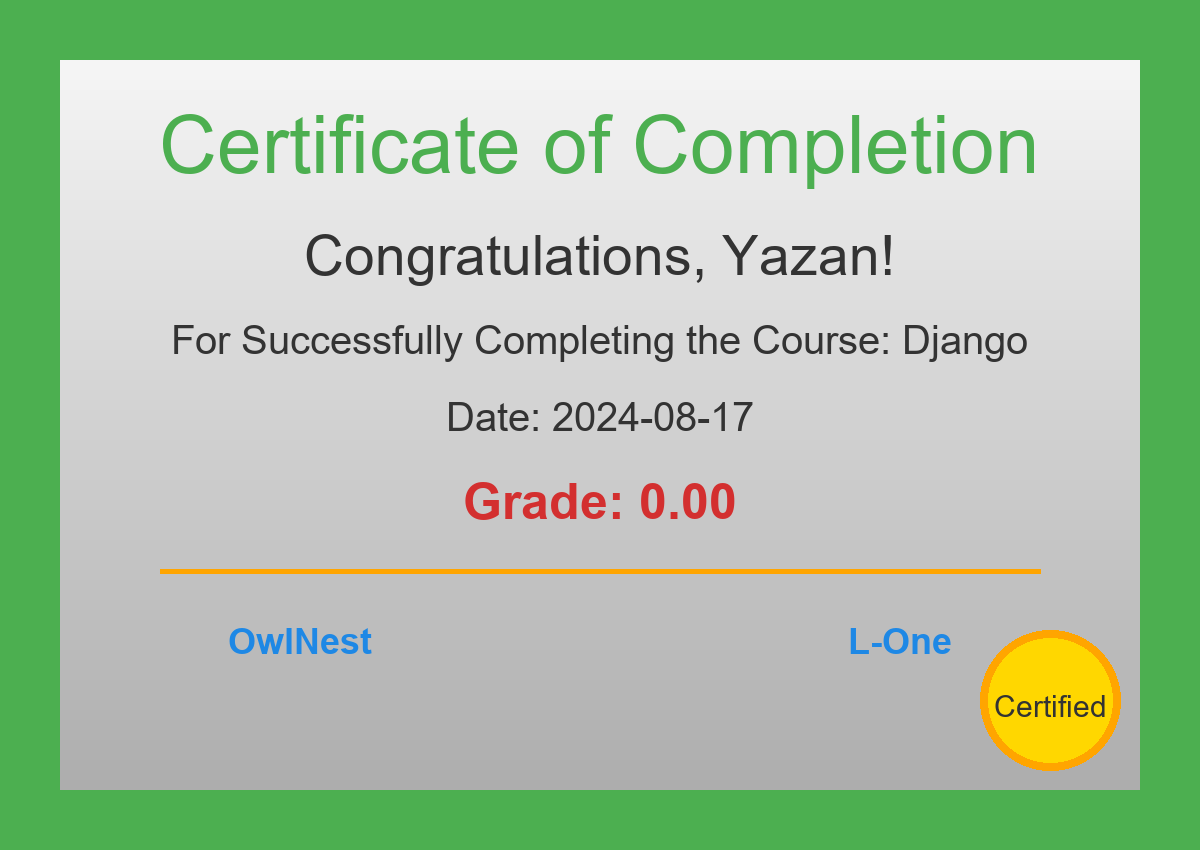 Certificate of Completion
Congratulations, Yazan!
For Successfully Completing the Course: Django
Date: 2024-08-17
Grade: 0.00
OwlNest
L-One
Certified